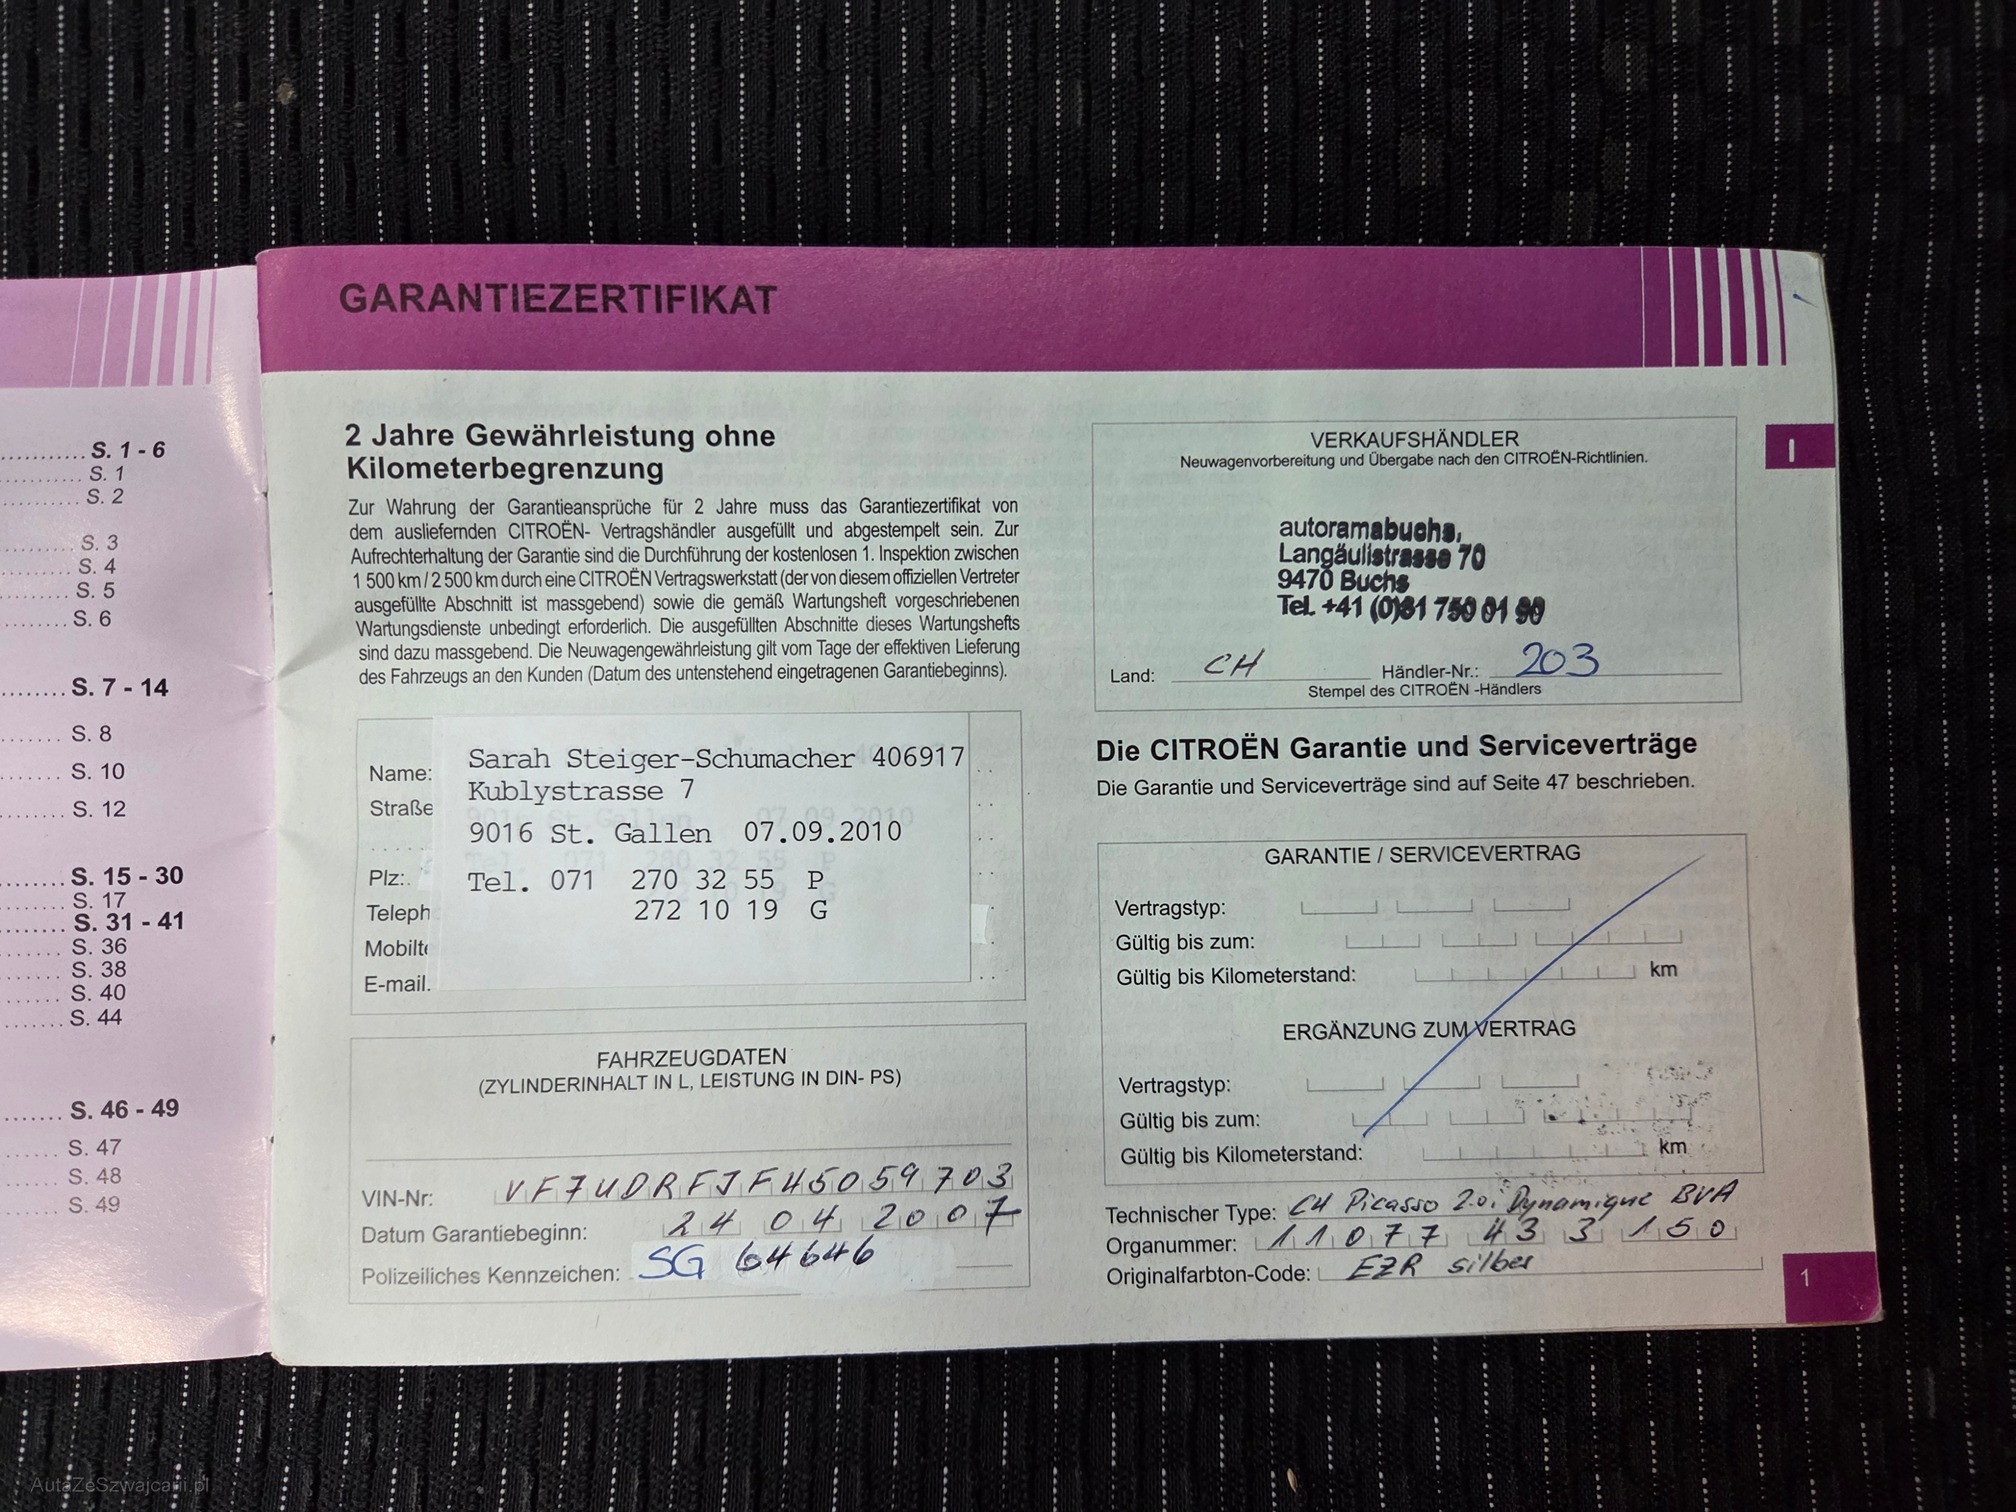 S. 1 - 6
S. 1
S. 2
S. 3
S. 4
S. 5
S. 6
S. 7 - 14
S. 8
S. 10
S. 12
S. 15 - 30
S. 17
S. 31 - 41
S. 36
S. 38
S. 40
S. 44
S. 46 - 49
S. 47
S. 48
S. 49
GARANTIEZERTIFIKAT
2 Jahre Gewährleistung ohne
Kilometerbegrenzung
Zur Wahrung der Garantieansprüche für 2 Jahre muss das Garantiezertifikat von
dem ausliefernden CITROËN- Vertragshändler ausgefüllt und abgestempelt sein. Zur
Aufrechterhaltung der Garantie sind die Durchführung der kostenlosen 1. Inspektion zwischen
1 500 km / 2 500 km durch eine CITROËN Vertragswerkstatt (der von diesem offiziellen Vertreter
ausgefüllte Abschnitt ist massgebend) sowie die gemäß Wartungsheft vorgeschriebenen
Wartungsdienste unbedingt erforderlich. Die ausgefüllten Abschnitte dieses Wartungshefts
sind dazu massgebend. Die Neuwagengewährleistung gilt vom Tage der effektiven Lieferung
des Fahrzeugs an den Kunden (Datum des untenstehend eingetragenen Garantiebeginns).
Name: Sarah Steiger-Schumacher 406917
Straße Kublystrasse 7
9016 St. Gallen 07.09.2010
Plz: Tel. 071 270 32 55 P
Teleph 272 10 19 G
Mobilte
E-mail.
FAHRZEUGDATEN
(ZYLINDERINHALT IN L, LEISTUNG IN DIN- PS)
VIN-Nr: VF7UDRFJF45059703
Datum Garantiebeginn: 24 04 2007
Polizeiliches Kennzeichen: SG 64646
VERKAUFSHÄNDLER
Neuwagenvorbereitung und Übergabe nach den CITROËN-Richtlinien.
autoramabuchs,
Langäulistrasse 70
9470 Buchs
Tel. +41 (0)81 750 01 90
Land: CH Händler-Nr.: 203
Stempel des CITROËN -Händlers
Die CITROËN Garantie und Serviceverträge
Die Garantie und Serviceverträge sind auf Seite 47 beschrieben.
GARANTIE / SERVICEVERTRAG
Vertragstyp:
Gültig bis zum:
Gültig bis Kilometerstand: km
ERGÄNZUNG ZUM VERTRAG
Vertragstyp:
Gültig bis zum:
Gültig bis Kilometerstand: km
Technischer Type: C4 Picasso 2.0i Dynamique BVA
Organummer: 11077 433 150
Originalfarbton-Code: EZR silber
I
1
AutaZeSzwajcarii.pl